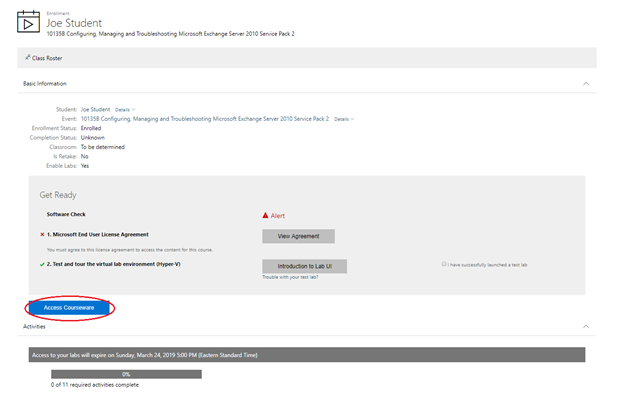 Enrollment
Joe Student
10135B Configuring, Managing and Troubleshooting Microsoft Exchange Server 2010 Service Pack 2
Class Roster
Basic Information
Student: Joe Student Details
Event: 10135B Configuring, Managing and Troubleshooting Microsoft Exchange Server 2010 Service Pack 2 Details
Enrollment Status: Enrolled
Completion Status: Unknown
Classroom: To be determined
Is Retake: No
Enable Labs: Yes
Get Ready
Software Check Alert
1. Microsoft End User License Agreement View Agreement
You must agree to this license agreement to access the content for this course.
2. Test and tour the virtual lab environment (Hyper-V) Introduction to Lab UI I have successfully launched a test lab
Trouble with your test lab?
Access Courseware
Activities
Access to your labs will expire on Sunday, March 24, 2019 5:00 PM (Eastern Standard Time)
0%
0 of 11 required activities complete